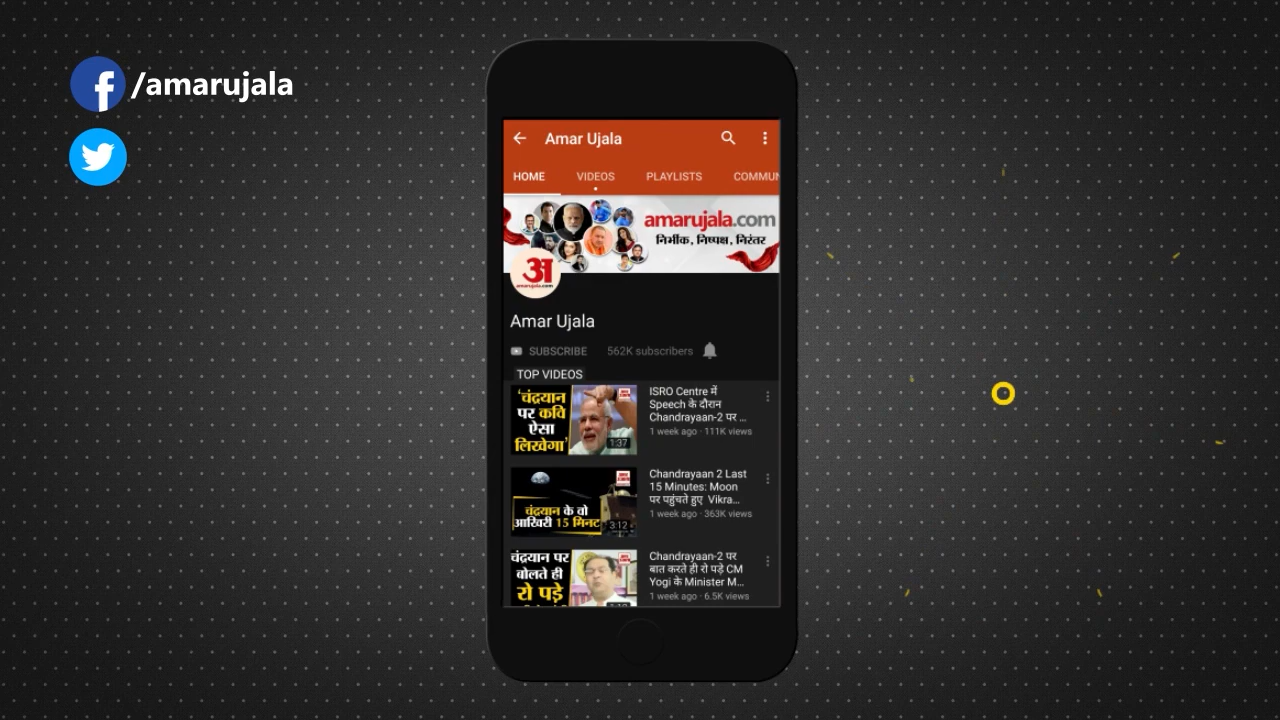 /amarujala
Amar Ujala
HOME VIDEOS PLAYLISTS COMMUN
amarujala.com
निर्भीक, निष्पक्ष, निरंतर
अ
amarujala.com
Amar Ujala
SUBSCRIBE 562K subscribers
TOP VIDEOS
'चंद्रयान
पर कवि
ऐसा
लिखेगा'
1:37
ISRO Centre में
Speech के दौरान
Chandrayaan-2 पर ...
1 week ago · 111K views
चंद्रयान के वो
आखिरी 15 मिनट
3:12
Chandrayaan 2 Last
15 Minutes: Moon
पर पहुंचते हुए Vikra...
1 week ago · 363K views
चंद्रयान पर
बोलते ही
रो पड़े
Chandrayaan-2 पर
बात करते ही रो पड़े CM
Yogi के Minister M...
1 week ago · 6.5K views